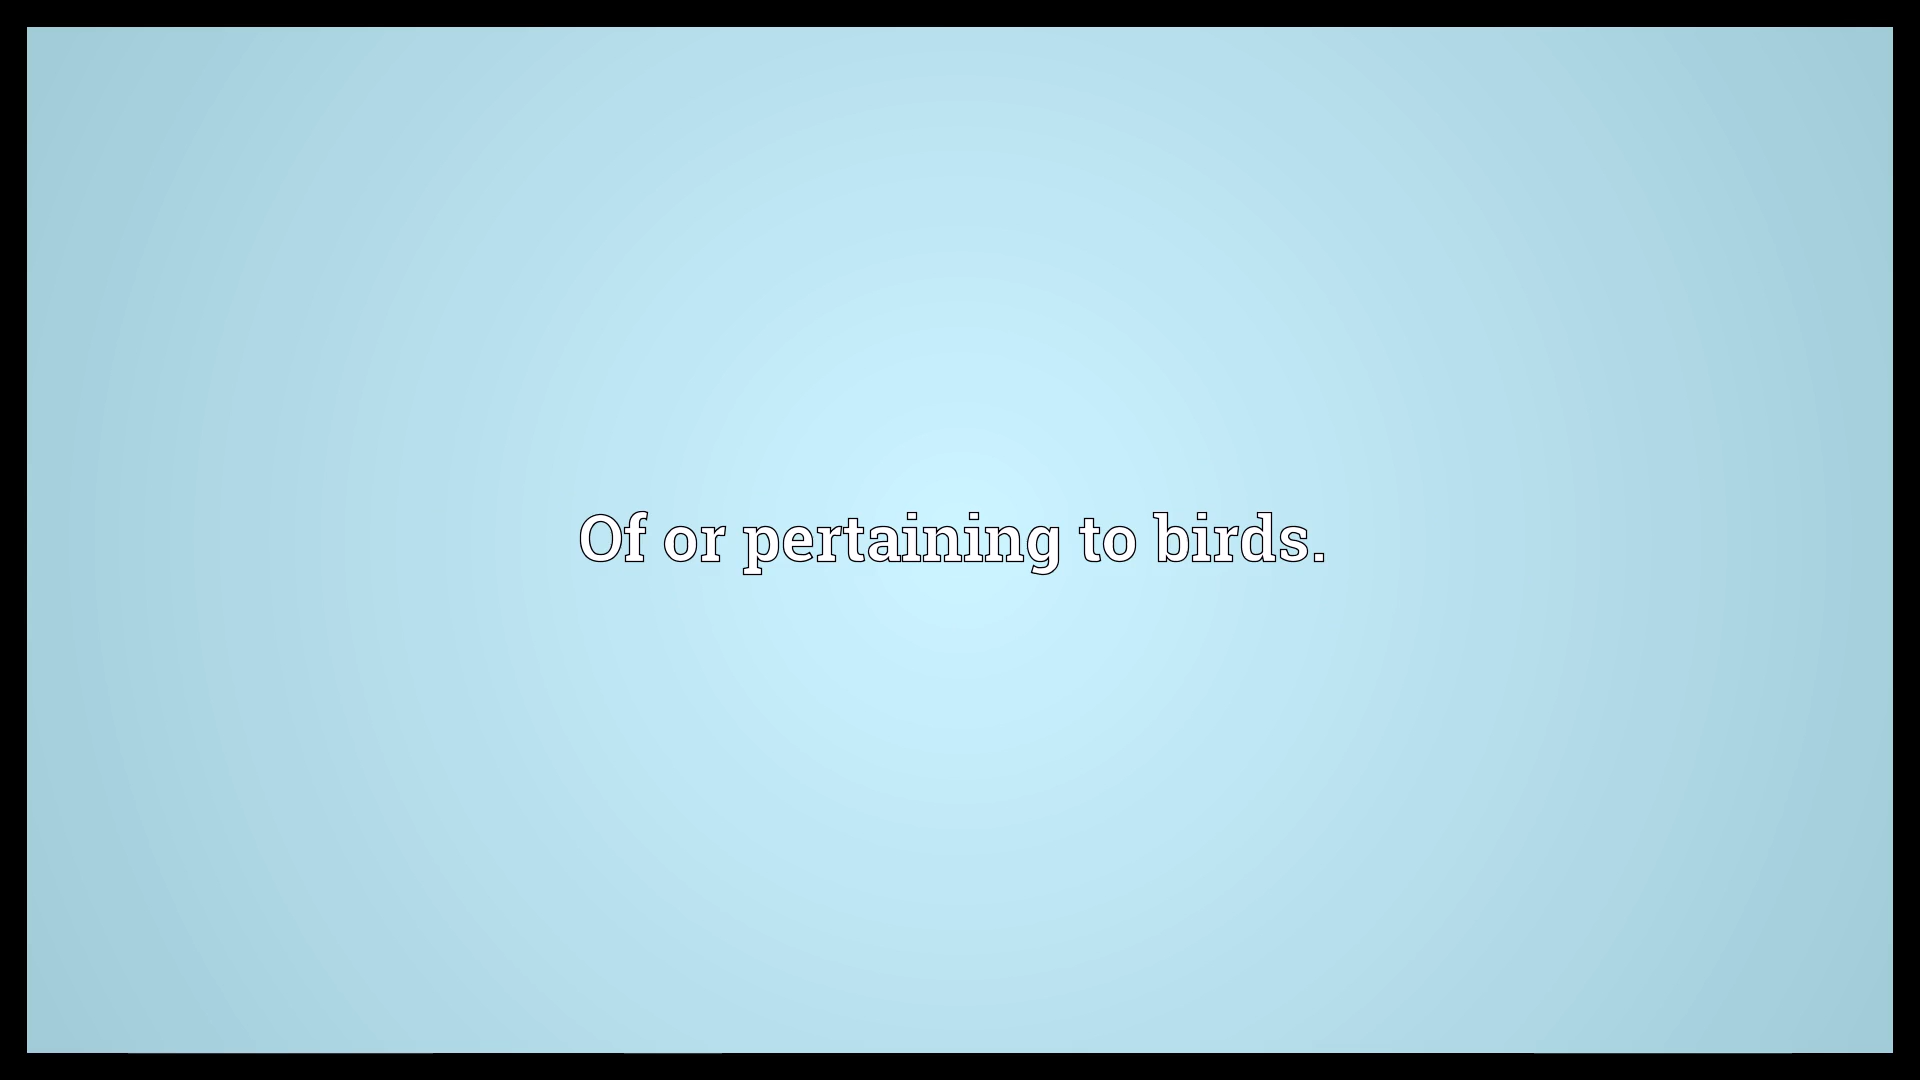 Of or pertaining to birds.